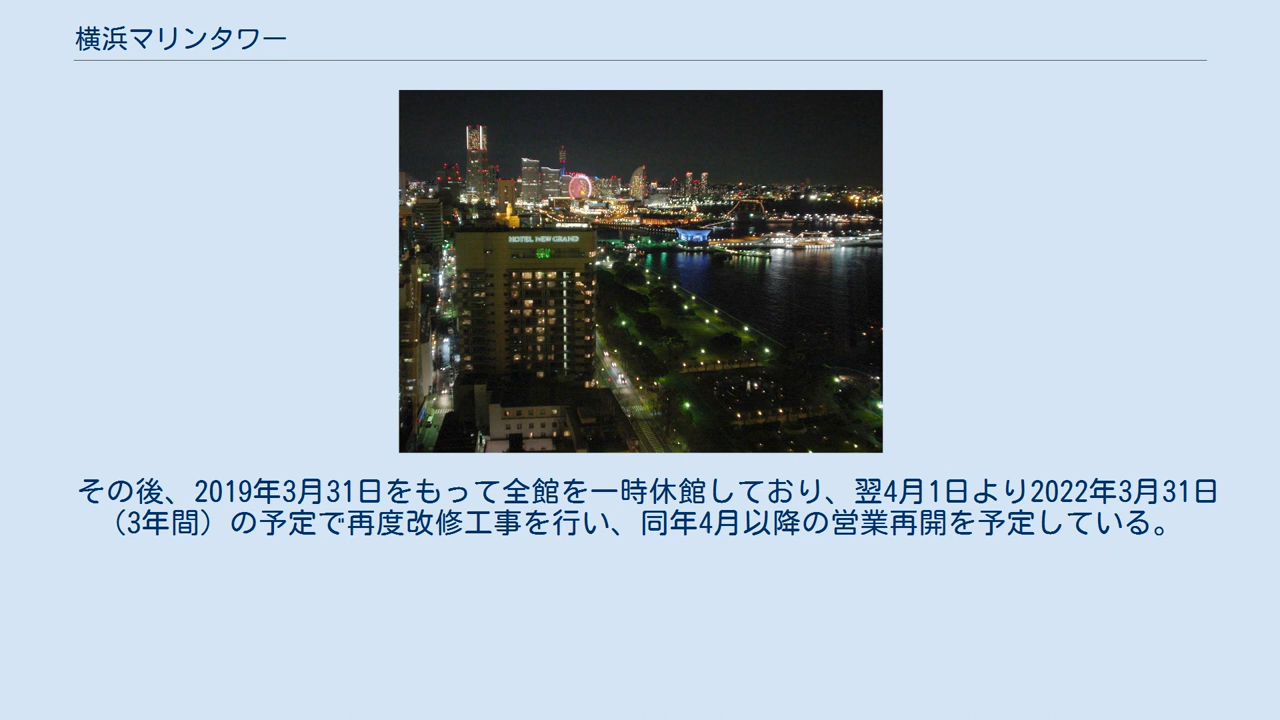 横浜マリンタワー
HOTEL NEW GRAND
その後、2019年3月31日をもって全館を一時休館しており、翌4月1日より2022年3月31日
（3年間）の予定で再度改修工事を行い、同年4月以降の営業再開を予定している。